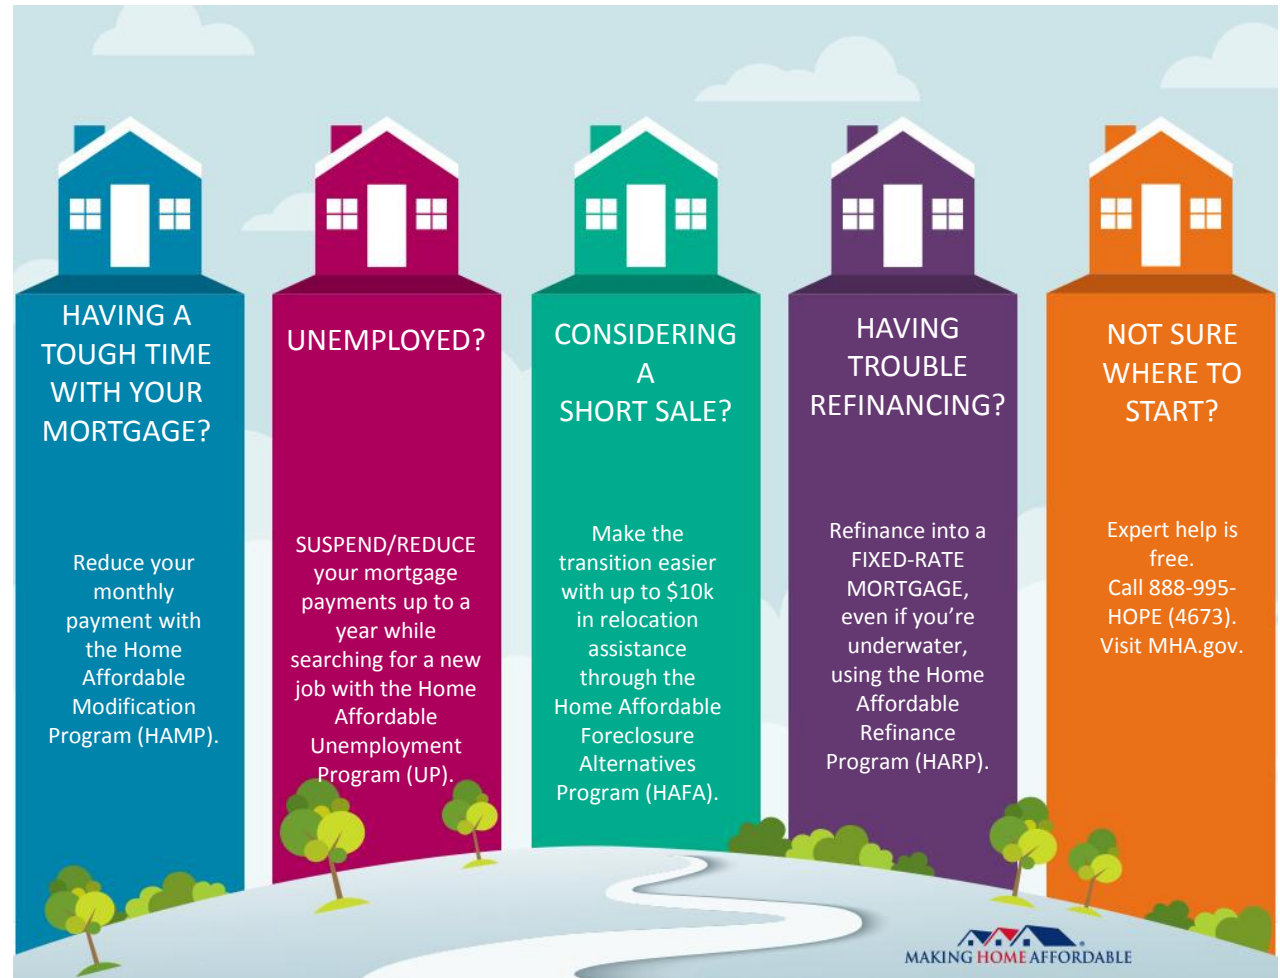 HAVING A
TOUGH TIME
WITH YOUR
MORTGAGE?
Reduce your
monthly
payment with
the Home
Affordable
Modification
Program (HAMP).
UNEMPLOYED?
SUSPEND/REDUCE
your mortgage
payments up to a
year while
searching for a new
job with the Home
Affordable
Unemployment
Program (UP).
CONSIDERING
A
SHORT SALE?
Make the
transition easier
with up to $10k
in relocation
assistance
through the
Home Affordable
Foreclosure
Alternatives
Program (HAFA).
HAVING
TROUBLE
REFINANCING?
Refinance into a
FIXED-RATE
MORTGAGE,
even if you’re
underwater,
using the Home
Affordable
Refinance
Program (HARP).
NOT SURE
WHERE TO
START?
Expert help is
free.
Call 888-995-
HOPE (4673).
Visit MHA.gov.
MAKING HOME AFFORDABLE